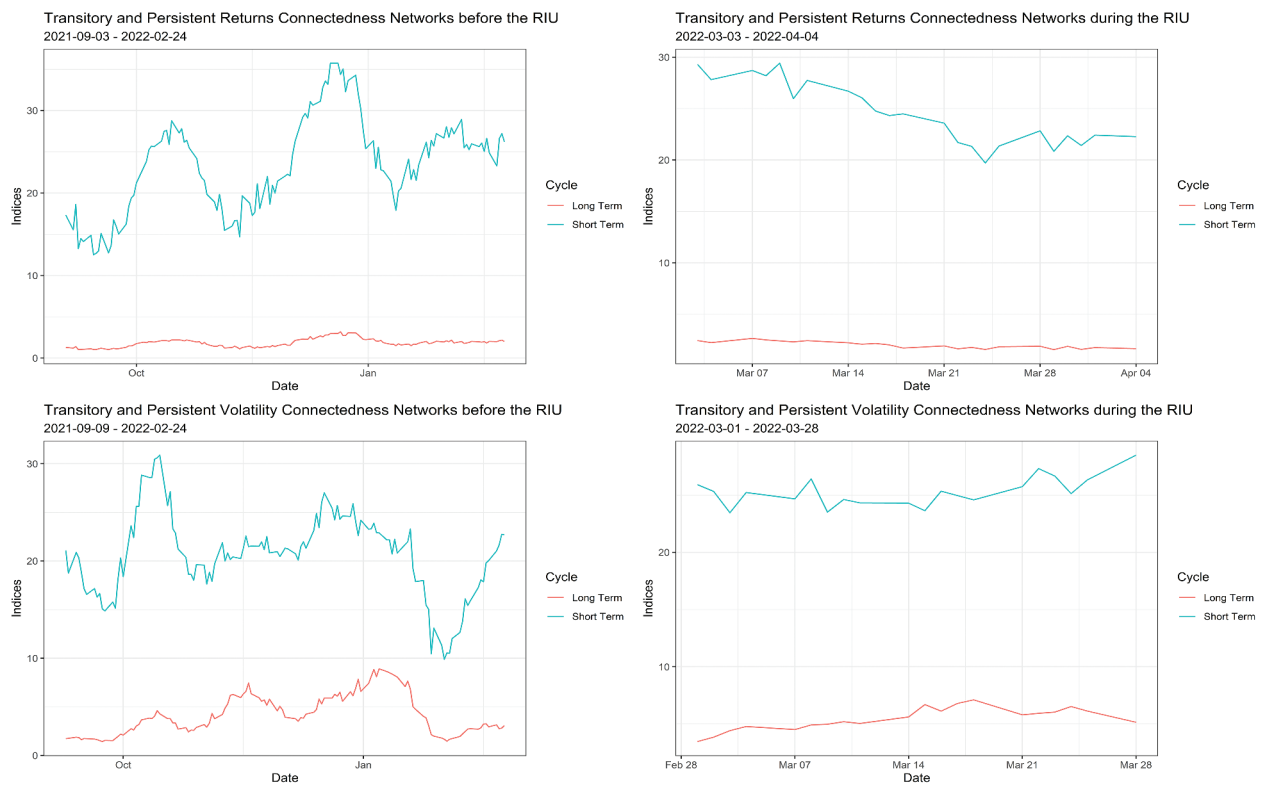 Transitory and Persistent Returns Connectedness Networks before the RIU
2021-09-03 - 2022-02-24
30
20
10
0
Indices
Oct
Jan
Date
Cycle
Long Term
Short Term
Transitory and Persistent Returns Connectedness Networks during the RIU
2022-03-03 - 2022-04-04
30
20
10
Indices
Mar 07
Mar 14
Mar 21
Mar 28
Apr 04
Date
Cycle
Long Term
Short Term
Transitory and Persistent Volatility Connectedness Networks before the RIU
2021-09-09 - 2022-02-24
30
20
10
0
Indices
Oct
Jan
Date
Cycle
Long Term
Short Term
Transitory and Persistent Volatility Connectedness Networks during the RIU
2022-03-01 - 2022-03-28
20
10
Indices
Feb 28
Mar 07
Mar 14
Mar 21
Mar 28
Date
Cycle
Long Term
Short Term